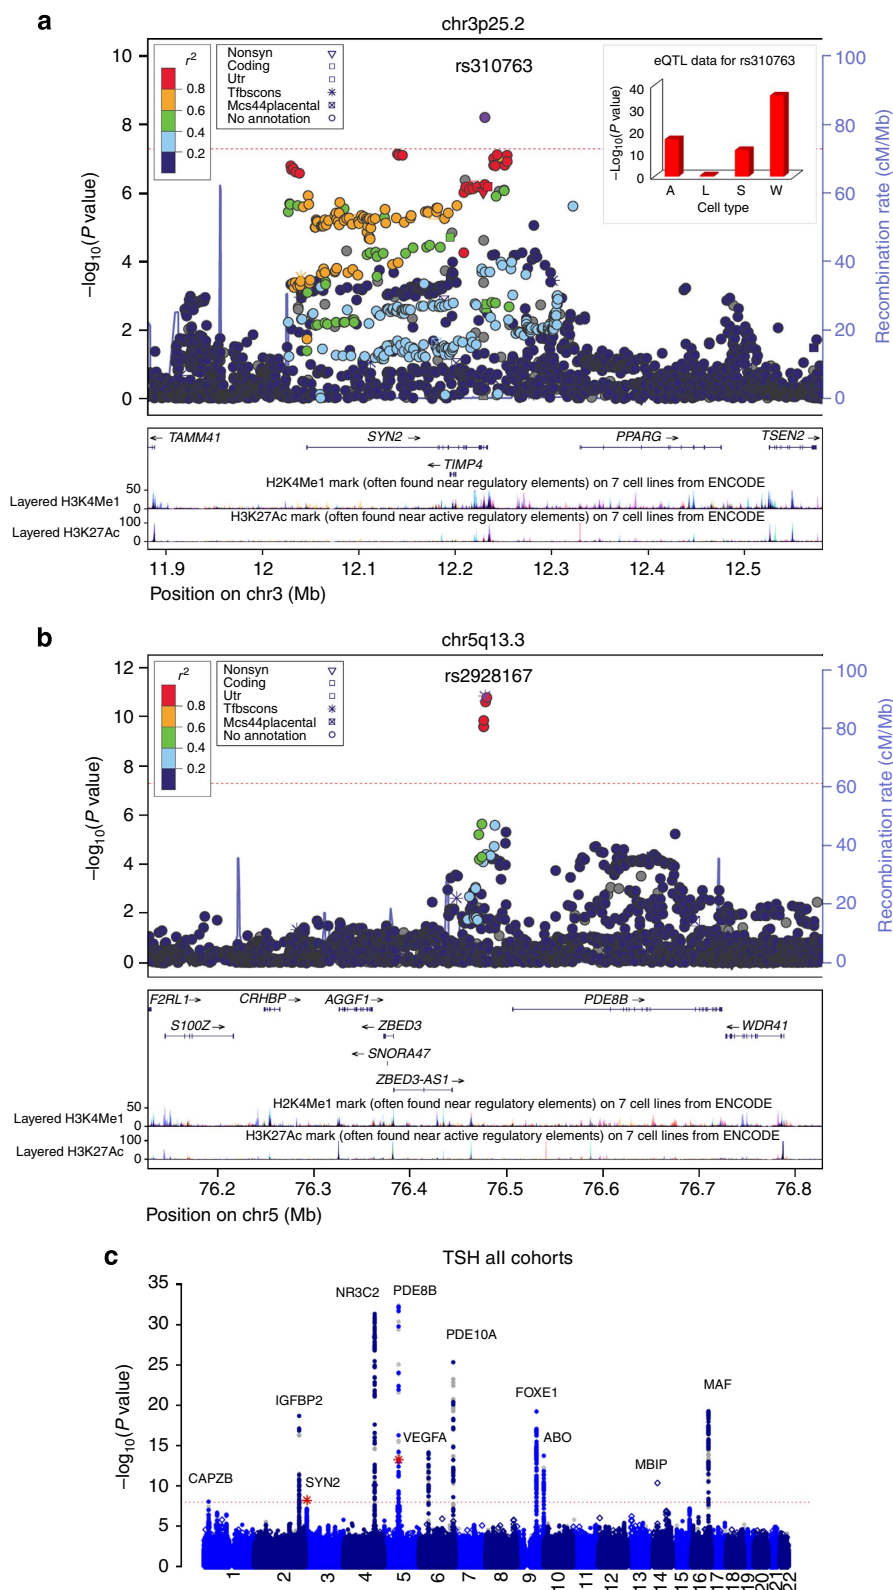 a
chr3p25.2
10
8
6
4
2
0
−log10(P value)
r2
0.8
0.6
0.4
0.2
Nonsyn
Coding
Utr
Tfbscons
Mcs44placental
No annotation
rs310763
eQTL data for rs310763
−Log10(P value)
40
30
20
10
0
A L S W
Cell type
100
80
60
40
20
0
Recombination rate (cM/Mb)
← TAMM41
SYN2 →
PPARG →
TSEN2 →
← TIMP4
H2K4Me1 mark (often found near regulatory elements) on 7 cell lines from ENCODE
50
Layered H3K4Me1
0
H3K27Ac mark (often found near active regulatory elements) on 7 cell lines from ENCODE
100
Layered H3K27Ac
0
11.9 12 12.1 12.2 12.3 12.4 12.5
Position on chr3 (Mb)
b
chr5q13.3
12
10
8
6
4
2
0
−log10(P value)
r2
0.8
0.6
0.4
0.2
Nonsyn
Coding
Utr
Tfbscons
Mcs44placental
No annotation
rs2928167
100
80
60
40
20
0
Recombination rate (cM/Mb)
F2RL1 →
CRHBP →
AGGF1 →
PDE8B →
S100Z →
← ZBED3
← WDR41
← SNORA47
ZBED3-AS1 →
H2K4Me1 mark (often found near regulatory elements) on 7 cell lines from ENCODE
50
Layered H3K4Me1
0
H3K27Ac mark (often found near active regulatory elements) on 7 cell lines from ENCODE
100
Layered H3K27Ac
0
76.2 76.3 76.4 76.5 76.6 76.7 76.8
Position on chr5 (Mb)
c
TSH all cohorts
35
30
25
20
15
10
5
0
−log10(P value)
NR3C2
PDE8B
PDE10A
IGFBP2
FOXE1
MAF
VEGFA
ABO
CAPZB
SYN2
MBIP
1 2 3 4 5 6 7 8 9 10 11 12 13 14 15 16 17 18 19 20 21 22